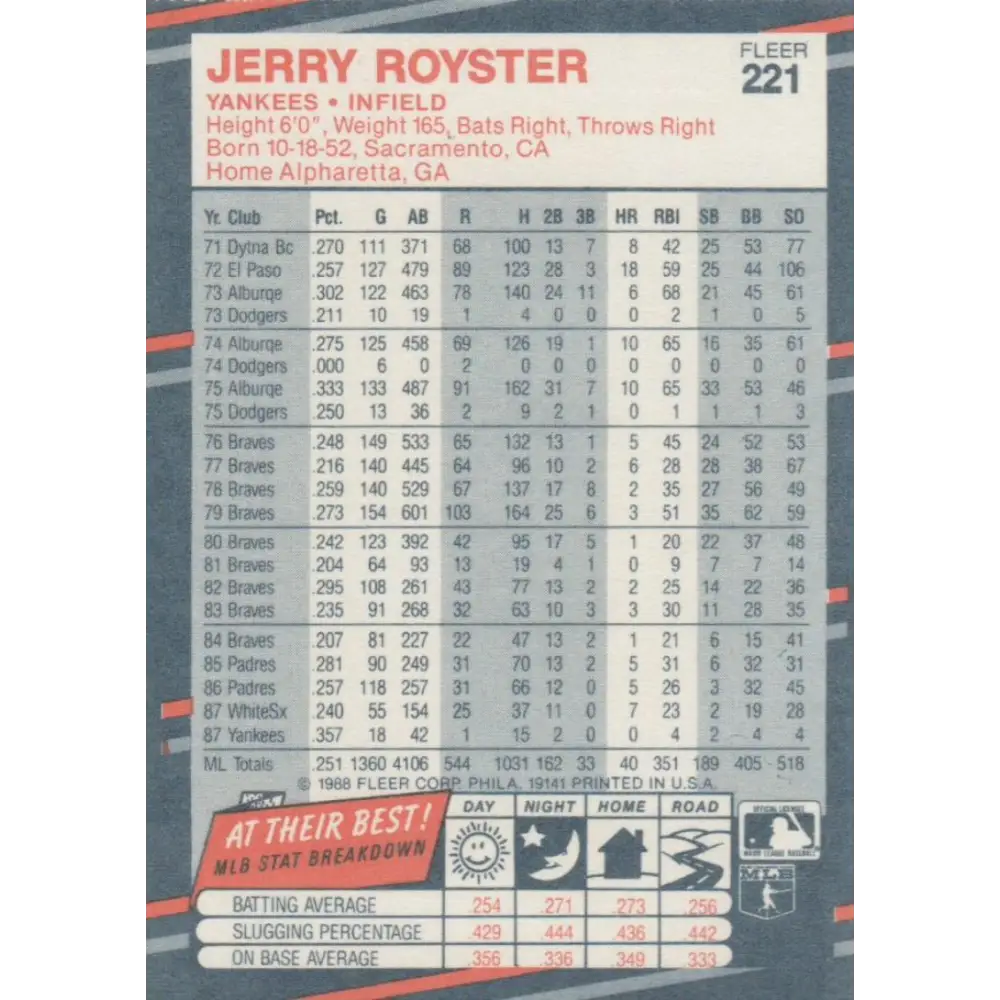 FLEER
JERRY ROYSTER 221
YANKEES • INFIELD
Height 6'0", Weight 165, Bats Right, Throws Right
Born 10-18-52, Sacramento, CA
Home Alpharetta, GA
Yr. Club Pct. G AB R H 2B 3B HR RBI SB BB SO
71 Dytna Bc .270 111 371 68 100 13 7 8 42 25 53 77
72 El Paso .257 127 479 89 123 28 3 18 59 25 44 106
73 Alburqe .302 122 463 78 140 24 11 6 68 21 45 61
73 Dodgers .211 10 19 1 4 0 0 0 2 1 0 5
74 Alburqe .275 125 458 69 126 19 1 10 65 16 35 61
74 Dodgers .000 6 0 2 0 0 0 0 0 0 0 0
75 Alburqe .333 133 487 91 162 31 7 10 65 33 53 46
75 Dodgers .250 13 36 2 9 2 1 0 1 1 1 3
76 Braves .248 149 533 65 132 13 1 5 45 24 52 53
77 Braves .216 140 445 64 96 10 2 6 28 28 38 67
78 Braves .259 140 529 67 137 17 8 2 35 27 56 49
79 Braves .273 154 601 103 164 25 6 3 51 35 62 59
80 Braves .242 123 392 42 95 17 5 1 20 22 37 48
81 Braves .204 64 93 13 19 4 1 0 9 7 7 14
82 Braves .295 108 261 43 77 13 2 2 25 14 22 36
83 Braves .235 91 268 32 63 10 3 3 30 11 28 35
84 Braves .207 81 227 22 47 13 2 1 21 6 15 41
85 Padres .281 90 249 31 70 13 2 5 31 6 32 31
86 Padres .257 118 257 31 66 12 0 5 26 3 32 45
87 WhiteSx .240 55 154 25 37 11 0 7 23 2 19 28
87 Yankees .357 18 42 1 15 2 0 0 4 2 4 4
ML Totals .251 1360 4106 544 1031 162 33 40 351 189 405 518
© 1988 FLEER CORP. PHILA. 19141 PRINTED IN U.S.A.
DAY NIGHT HOME ROAD
AT THEIR BEST!
MLB STAT BREAKDOWN
OFFICIAL LICENSEE
MAJOR LEAGUE BASEBALL
MLB
BATTING AVERAGE .254 .271 .273 .256
SLUGGING PERCENTAGE .429 .444 .436 .442
ON BASE AVERAGE .356 .336 .349 .333